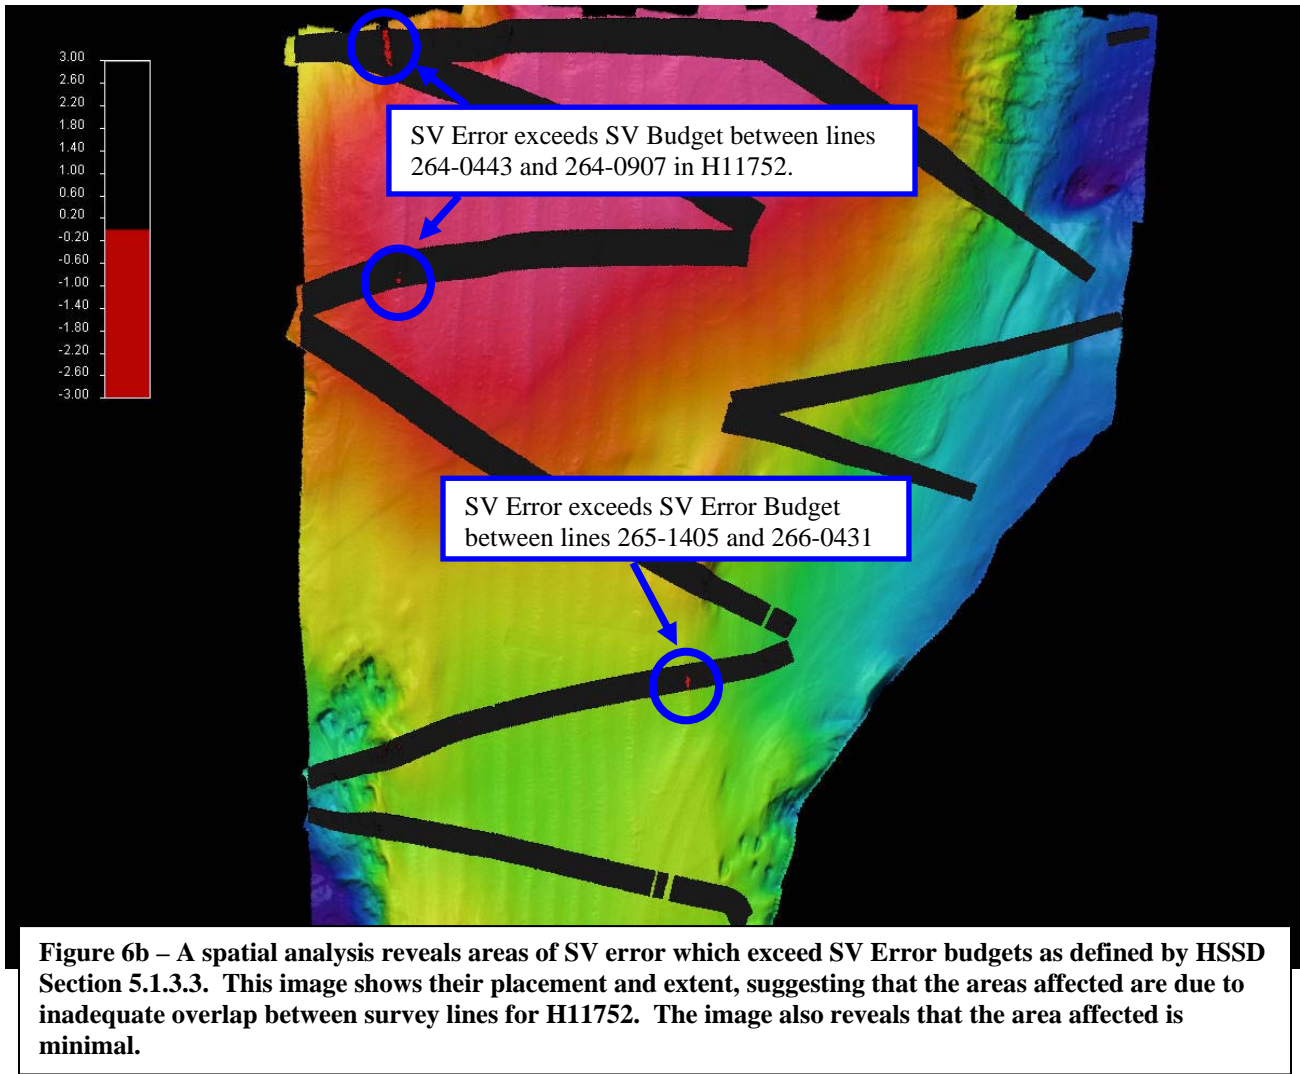 3.00
2.60
2.20
1.80
1.40
1.00
0.60
0.20
-0.20
-0.60
-1.00
-1.40
-1.80
-2.20
-2.60
-3.00
SV Error exceeds SV Budget between lines
264-0443 and 264-0907 in H11752.
SV Error exceeds SV Error Budget
between lines 265-1405 and 266-0431
Figure 6b – A spatial analysis reveals areas of SV error which exceed SV Error budgets as defined by HSSD
Section 5.1.3.3.  This image shows their placement and extent, suggesting that the areas affected are due to
inadequate overlap between survey lines for H11752.  The image also reveals that the area affected is
minimal.